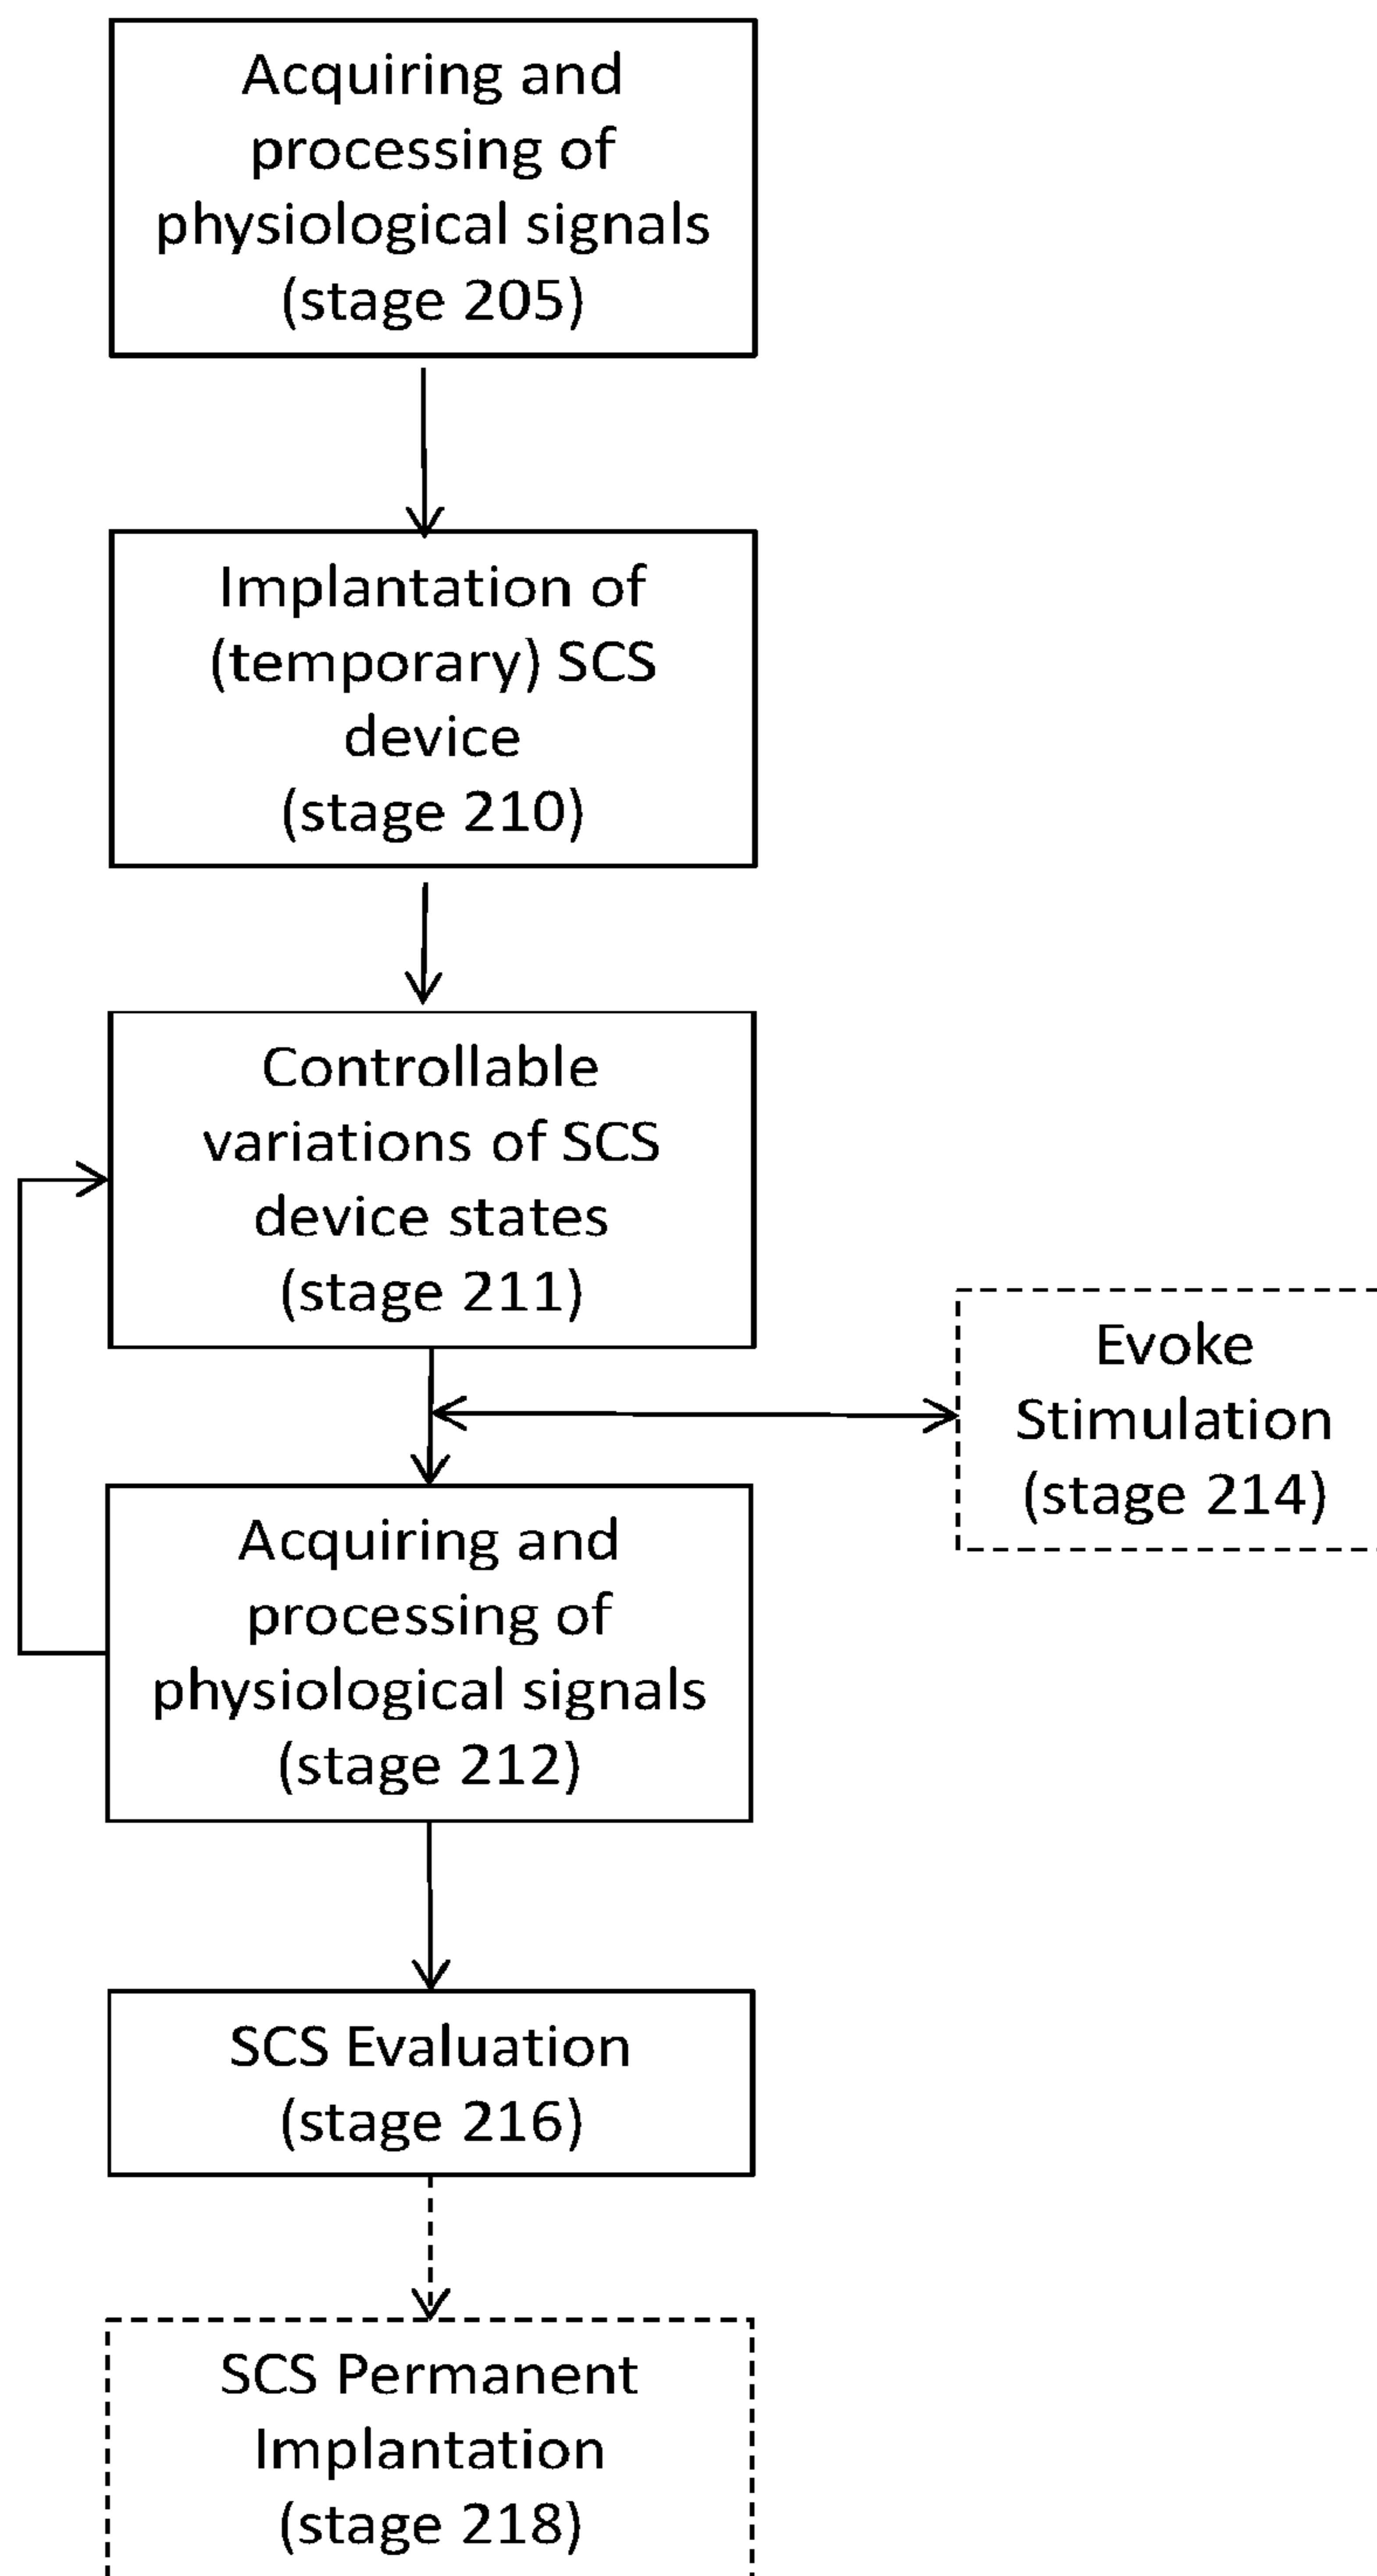 Acquiring and
processing of
physiological signals
(stage 205)
Implantation of
(temporary) SCS
device
(stage 210)
Controllable
variations of SCS
device states
(stage 211)
Evoke
Stimulation
(stage 214)
Acquiring and
processing of
physiological signals
(stage 212)
SCS Evaluation
(stage 216)
SCS Permanent
Implantation
(stage 218)